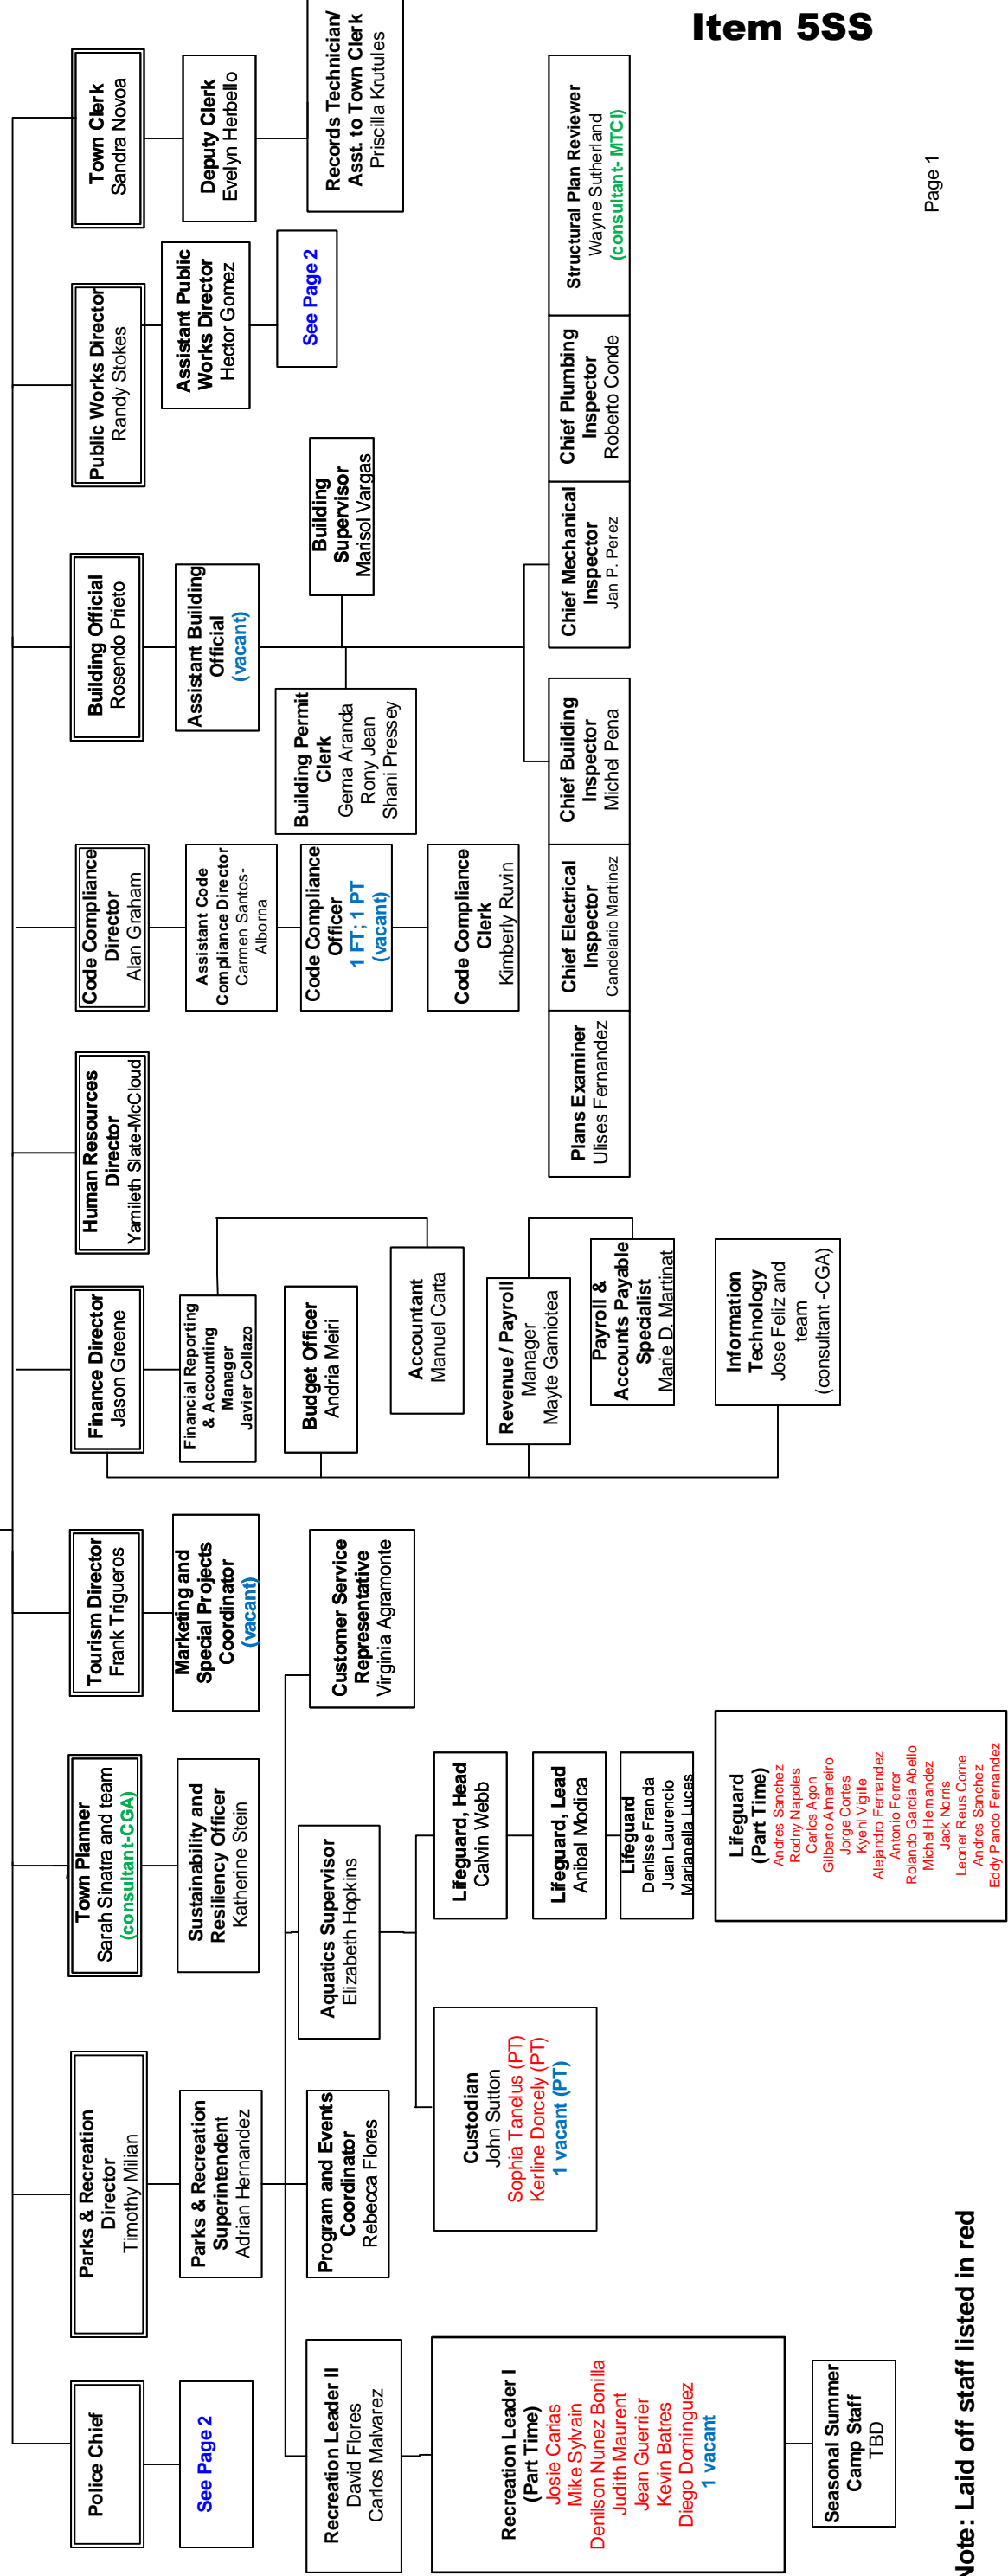 Item 5SS
Police Chief
See Page 2
Parks & Recreation
Director
Timothy Milian
Parks & Recreation
Superintendent
Adrian Hernandez
Recreation Leader II
David Flores
Carlos Malvarez
Recreation Leader I
(Part Time)
Josie Carias
Mike Sylvain
Denilson Nunez Bonilla
Judith Maurent
Jean Guerrier
Kevin Batres
Diego Dominguez
1 vacant
Seasonal Summer
Camp Staff
TBD
Program and Events
Coordinator
Rebecca Flores
Aquatics Supervisor
Elizabeth Hopkins
Custodian
John Sutton
Sophia Tanelus (PT)
Kerline Dorcely (PT)
1 vacant (PT)
Lifeguard, Head
Calvin Webb
Lifeguard, Lead
Anibal Modica
Lifeguard
Denisse Francia
Juan Laurencio
Marianella Luces
Lifeguard
(Part Time)
Andres Sanchez
Rodny Napoles
Carlos Agon
Gilberto Almeneiro
Jorge Cortes
Kyehl Vigille
Alejandro Fernandez
Antonio Ferrer
Rolando Garcia Abello
Michel Hernandez
Jack Norris
Leoner Reus Corne
Andres Sanchez
Eddy Pando Fernandez
Customer Service
Representative
Virginia Agramonte
Town Planner
Sarah Sinatra and team
(consultant-CGA)
Sustainability and
Resiliency Officer
Katherine Stein
Tourism Director
Frank Trigueros
Marketing and
Special Projects
Coordinator
(vacant)
Finance Director
Jason Greene
Financial Reporting
& Accounting
Manager
Javier Collazo
Budget Officer
Andria Meiri
Accountant
Manuel Carta
Revenue / Payroll
Manager
Mayte Gamiotea
Payroll &
Accounts Payable
Specialist
Marie D. Martinat
Information
Technology
Jose Feliz and
team
(consultant -CGA)
Human Resources
Director
Yamileth Slate-McCloud
Code Compliance
Director
Alan Graham
Assistant Code
Compliance Director
Carmen Santos-
Alborna
Code Compliance
Officer
1 FT; 1 PT
(vacant)
Code Compliance
Clerk
Kimberly Ruvin
Building Official
Rosendo Prieto
Assistant Building
Official
(vacant)
Building Permit
Clerk
Gema Aranda
Rony Jean
Shani Pressey
Building
Supervisor
Marisol Vargas
Plans Examiner
Ulises Fernandez
Chief Electrical
Inspector
Candelario Martinez
Chief Building
Inspector
Michel Pena
Chief Mechanical
Inspector
Jan P. Perez
Chief Plumbing
Inspector
Roberto Conde
Structural Plan Reviewer
Wayne Sutherland
(consultant- MTCI)
Public Works Director
Randy Stokes
Assistant Public
Works Director
Hector Gomez
See Page 2
Town Clerk
Sandra Novoa
Deputy Clerk
Evelyn Herbello
Records Technician/
Asst. to Town Clerk
Priscilla Krutules
Note: Laid off staff listed in red
Page 1